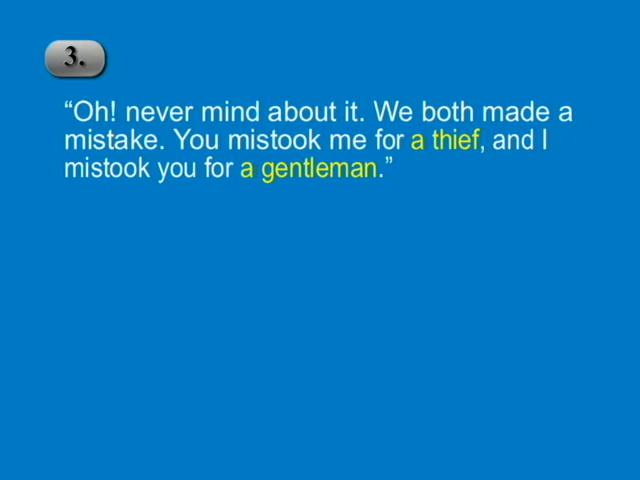 3.
“Oh! never mind about it. We both made a
mistake. You mistook me for a thief, and I
mistook you for a gentleman.”